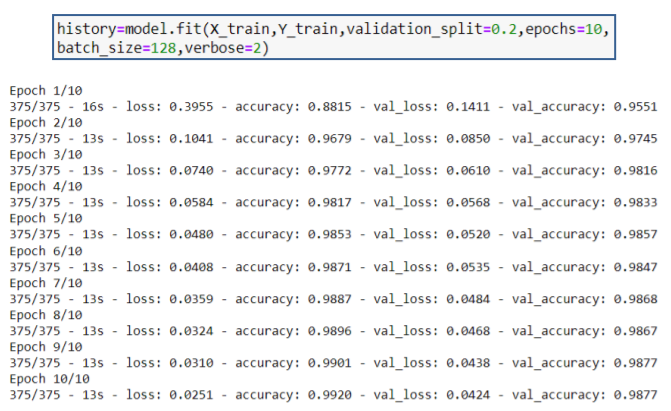 history=model.fit(X_train,Y_train,validation_split=0.2,epochs=10,
batch_size=128,verbose=2)
Epoch 1/10
375/375 - 16s - loss: 0.3955 - accuracy: 0.8815 - val_loss: 0.1411 - val_accuracy: 0.9551
Epoch 2/10
375/375 - 13s - loss: 0.1041 - accuracy: 0.9679 - val_loss: 0.0850 - val_accuracy: 0.9745
Epoch 3/10
375/375 - 13s - loss: 0.0740 - accuracy: 0.9772 - val_loss: 0.0610 - val_accuracy: 0.9816
Epoch 4/10
375/375 - 13s - loss: 0.0584 - accuracy: 0.9817 - val_loss: 0.0568 - val_accuracy: 0.9833
Epoch 5/10
375/375 - 13s - loss: 0.0480 - accuracy: 0.9853 - val_loss: 0.0520 - val_accuracy: 0.9857
Epoch 6/10
375/375 - 13s - loss: 0.0408 - accuracy: 0.9871 - val_loss: 0.0535 - val_accuracy: 0.9847
Epoch 7/10
375/375 - 13s - loss: 0.0359 - accuracy: 0.9887 - val_loss: 0.0484 - val_accuracy: 0.9868
Epoch 8/10
375/375 - 13s - loss: 0.0324 - accuracy: 0.9896 - val_loss: 0.0468 - val_accuracy: 0.9867
Epoch 9/10
375/375 - 13s - loss: 0.0310 - accuracy: 0.9901 - val_loss: 0.0438 - val_accuracy: 0.9877
Epoch 10/10
375/375 - 13s - loss: 0.0251 - accuracy: 0.9920 - val_loss: 0.0424 - val_accuracy: 0.9877